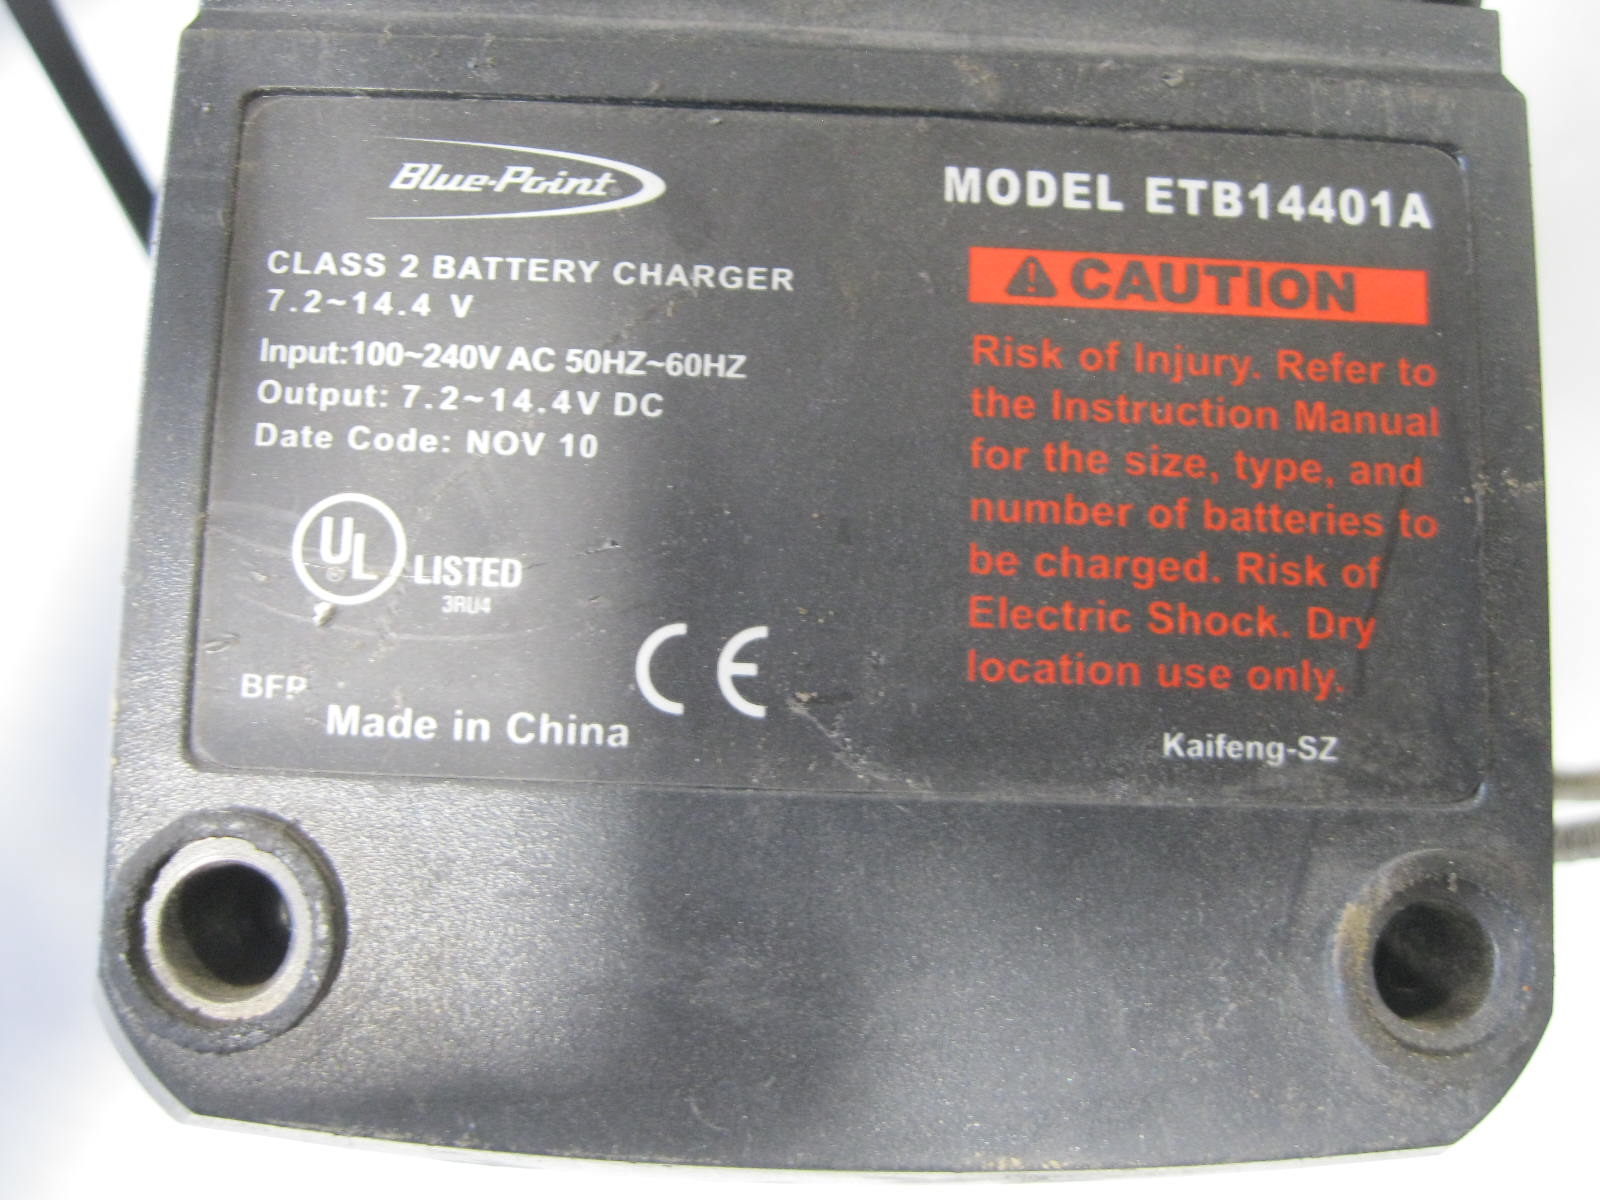 Blue-Point®
MODEL ETB14401A
CLASS 2 BATTERY CHARGER
7.2~14.4 V
Input:100~240V AC 50HZ~60HZ
Output: 7.2~14.4V DC
Date Code: NOV 10
UL LISTED
3RU4
CE
Made in China
CAUTION
Risk of Injury. Refer to
the Instruction Manual
for the size, type, and
number of batteries to
be charged. Risk of
Electric Shock. Dry
location use only.
Kaifeng-SZ